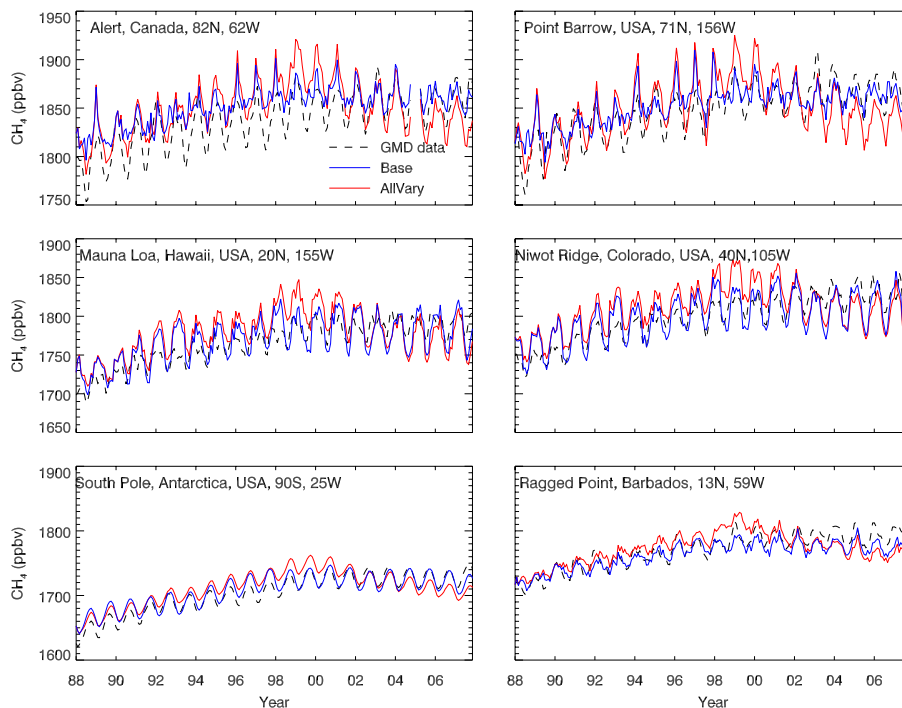 1950
1900
1850
1800
1750
CH4 (ppbv)
Alert, Canada, 82N, 62W
GMD data
Base
AllVary
Point Barrow, USA, 71N, 156W
1900
1850
1800
1750
1700
1650
CH4 (ppbv)
Mauna Loa, Hawaii, USA, 20N, 155W
Niwot Ridge, Colorado, USA, 40N,105W
1900
1800
1700
1600
CH4 (ppbv)
South Pole, Antarctica, USA, 90S, 25W
88 90 92 94 96 98 00 02 04 06
Year
Ragged Point, Barbados, 13N, 59W
88 90 92 94 96 98 00 02 04 06
Year